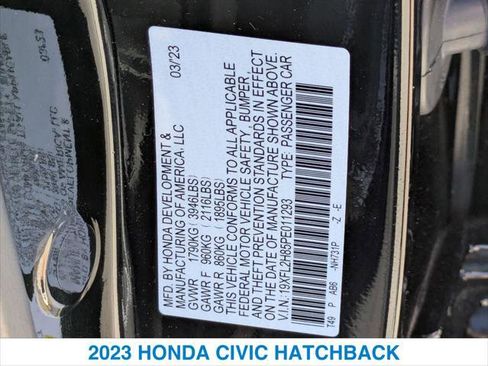 MFD. BY HONDA DEVELOPMENT &
MANUFACTURING OF AMERICA, LLC 03/23
GVWR 1790KG ( 3946LBS)
GAWR F 960KG ( 2116LBS)
GAWR R 860KG ( 1895LBS)
THIS VEHICLE CONFORMS TO ALL APPLICABLE
FEDERAL MOTOR VEHICLE SAFETY, BUMPER,
AND THEFT PREVENTION STANDARDS IN EFFECT
ON THE DATE OF MANUFACTURE SHOWN ABOVE.
V.I.N.:19XFL2H85PE011293 TYPE: PASSENGER CAR
T49 P AB6 -NH731P -Z -E
2023 HONDA CIVIC HATCHBACK